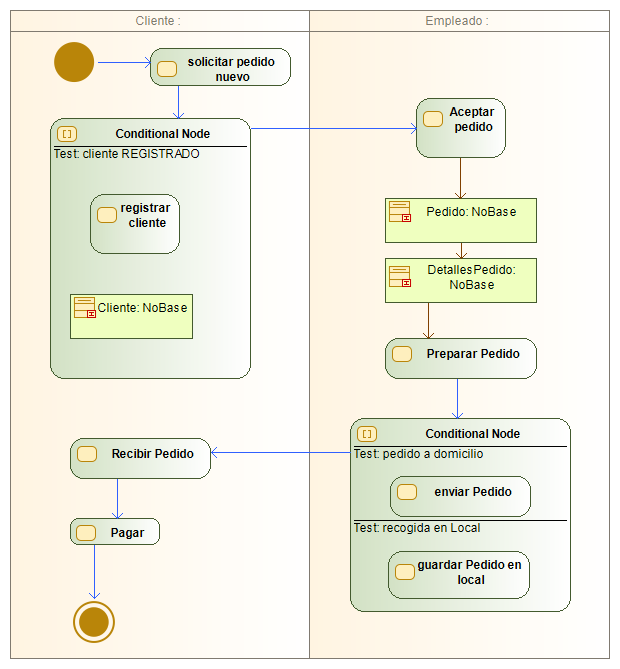 Cliente :
Empleado :
solicitar pedido
nuevo
Conditional Node
Test: cliente REGISTRADO
registrar
cliente
Cliente: NoBase
Aceptar
pedido
Pedido: NoBase
DetallesPedido:
NoBase
Preparar Pedido
Conditional Node
Test: pedido a domicilio
enviar Pedido
Test: recogida en Local
guardar Pedido en
local
Recibir Pedido
Pagar